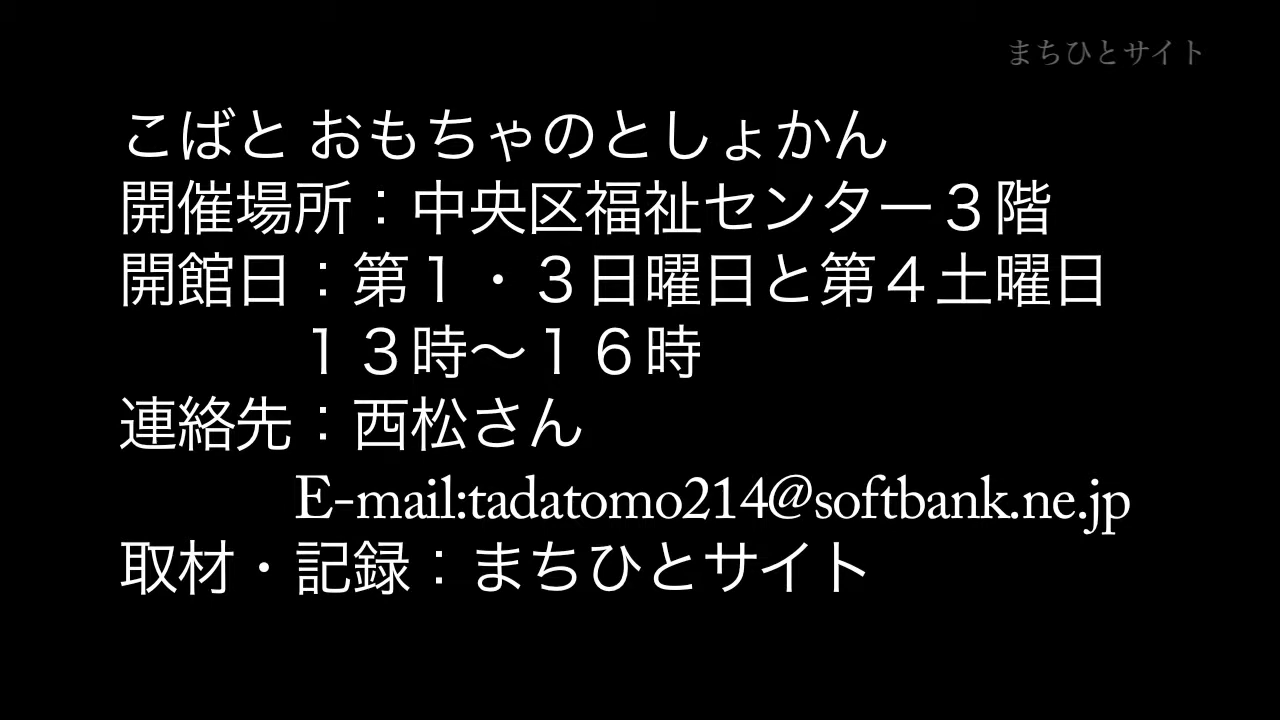 まちひとサイト
こばと おもちゃのとしょかん
開催場所：中央区福祉センター３階
開館日：第１・３日曜日と第４土曜日
１３時〜１６時
連絡先：西松さん
E-mail:tadatomo214@softbank.ne.jp
取材・記録：まちひとサイト